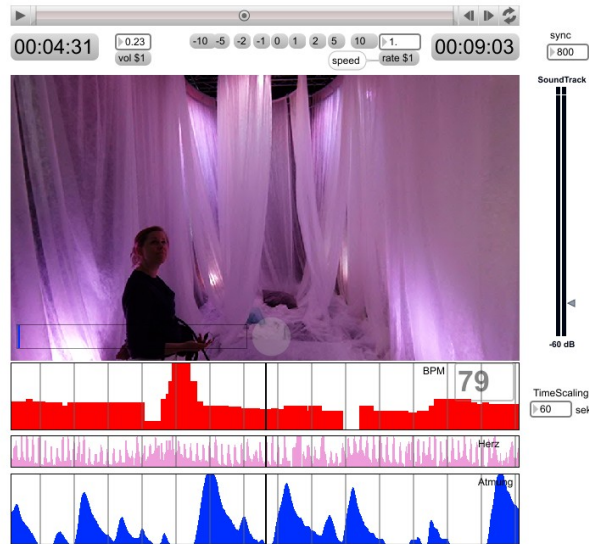 00:04:31
0.23
vol $1
-10 -5 -2 -1 0 1 2 5 10
1.
speed
rate $1
00:09:03
sync
800
SoundTrack
-60 dB
BPM
79
TimeScaling
60 sek
Herz
Atmung